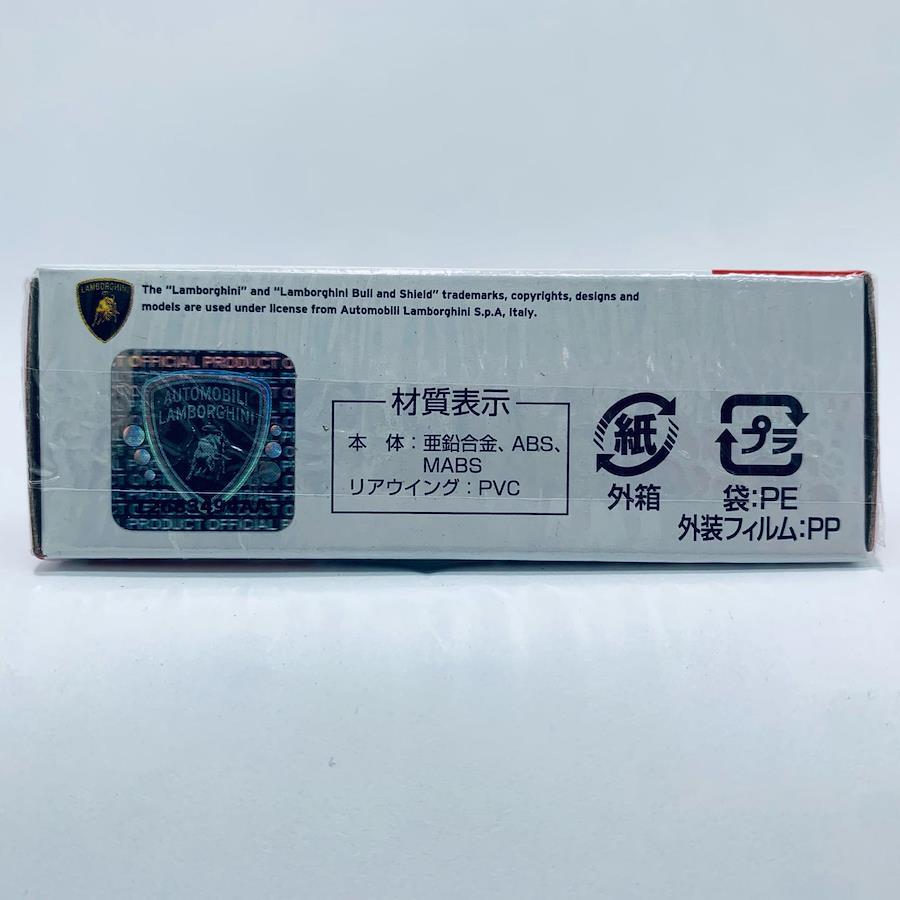 LAMBORGHINI
The "Lamborghini" and "Lamborghini Bull and Shield" trademarks, copyrights, designs and
models are used under license from Automobili Lamborghini S.p.A, Italy.
OFFICIAL PRODUCT
AUTOMOBILI
LAMBORGHINI
PRODUCT OFFICIAL
材質表示
本 体：亜鉛合金、ABS、
MABS
リアウイング：PVC
紙
外箱
プラ
袋:PE
外装フィルム:PP